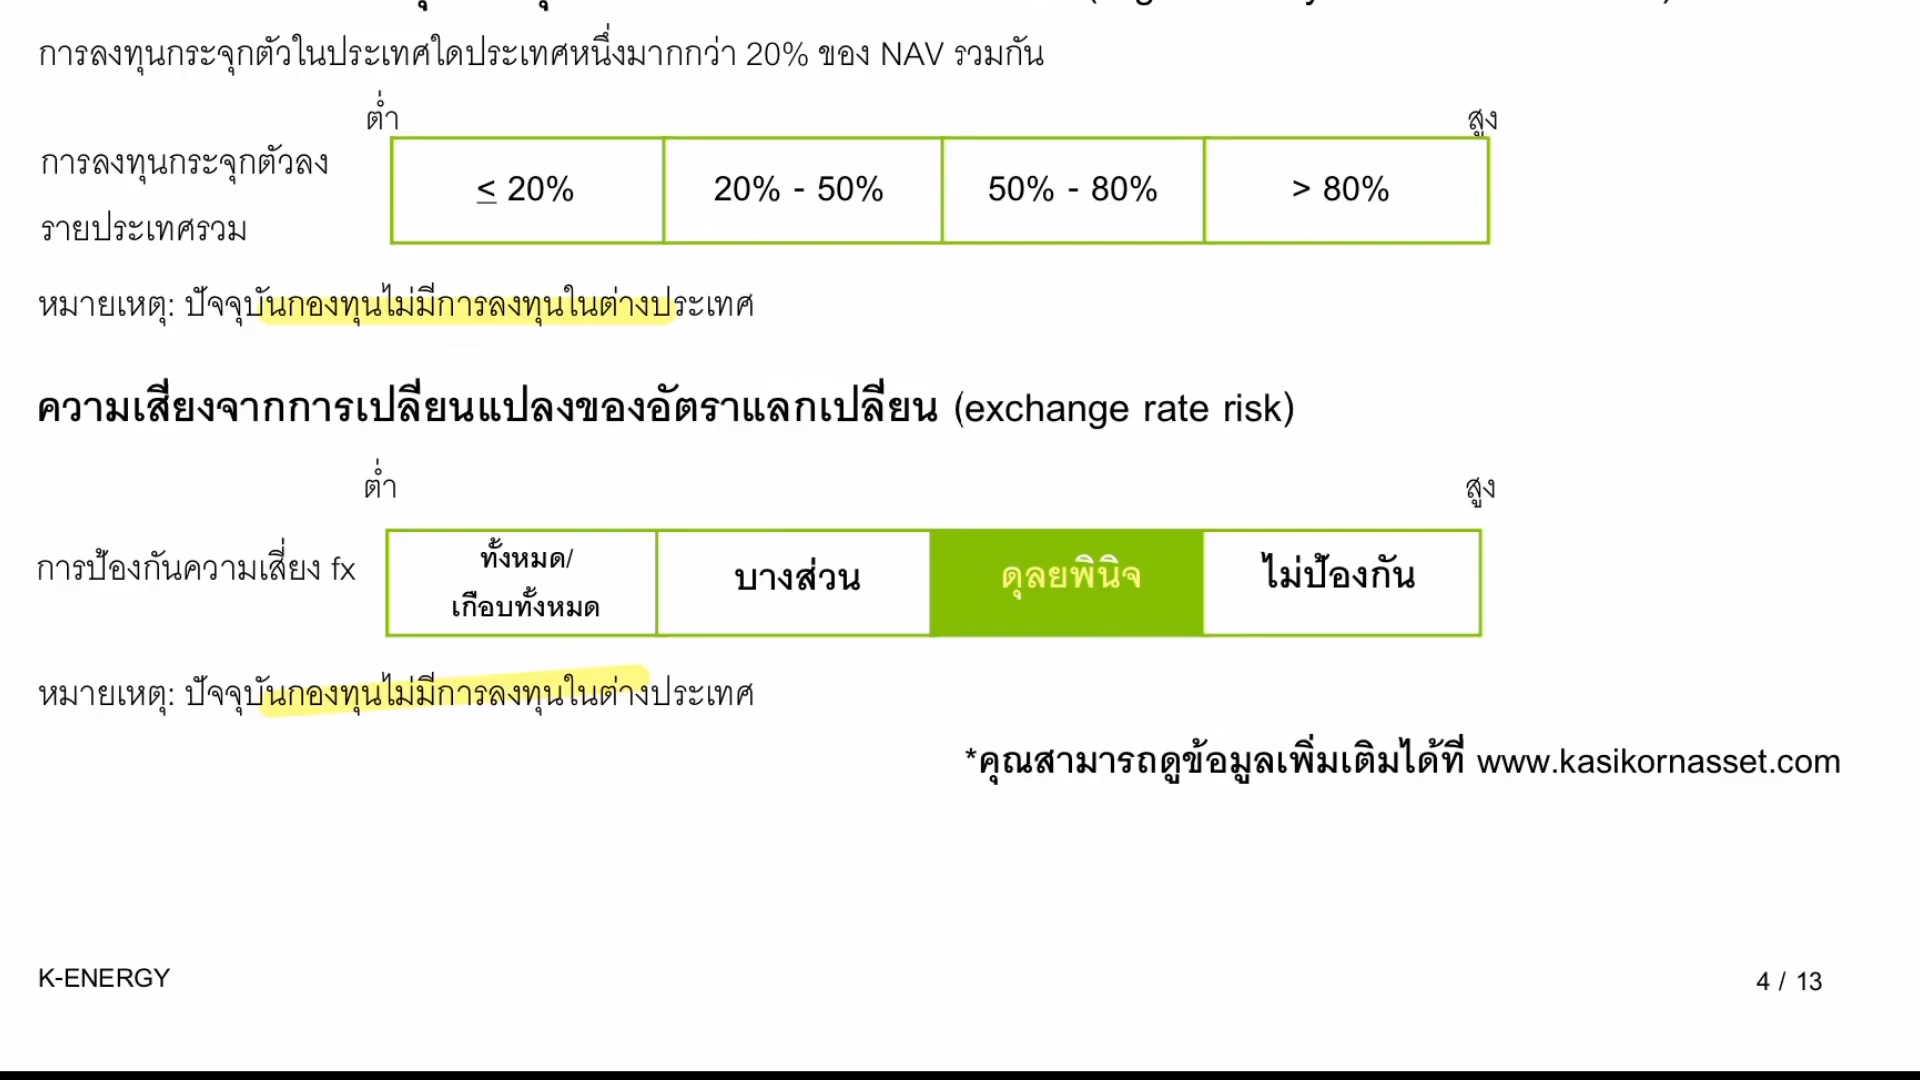 การลงทุนกระจุกตัวในประเทศใดประเทศหนึ่งมากกว่า 20% ของ NAV รวมกัน
ต่ำ สูง
การลงทุนกระจุกตัวลง
รายประเทศรวม
≤ 20% 20% - 50% 50% - 80% > 80%
หมายเหตุ: ปัจจุบันกองทุนไม่มีการลงทุนในต่างประเทศ
ความเสี่ยงจากการเปลี่ยนแปลงของอัตราแลกเปลี่ยน (exchange rate risk)
ต่ำ สูง
การป้องกันความเสี่ยง fx
ทั้งหมด/
เกือบทั้งหมด
บางส่วน ดุลยพินิจ ไม่ป้องกัน
หมายเหตุ: ปัจจุบันกองทุนไม่มีการลงทุนในต่างประเทศ
*คุณสามารถดูข้อมูลเพิ่มเติมได้ที่ www.kasikornasset.com
K-ENERGY
4 / 13